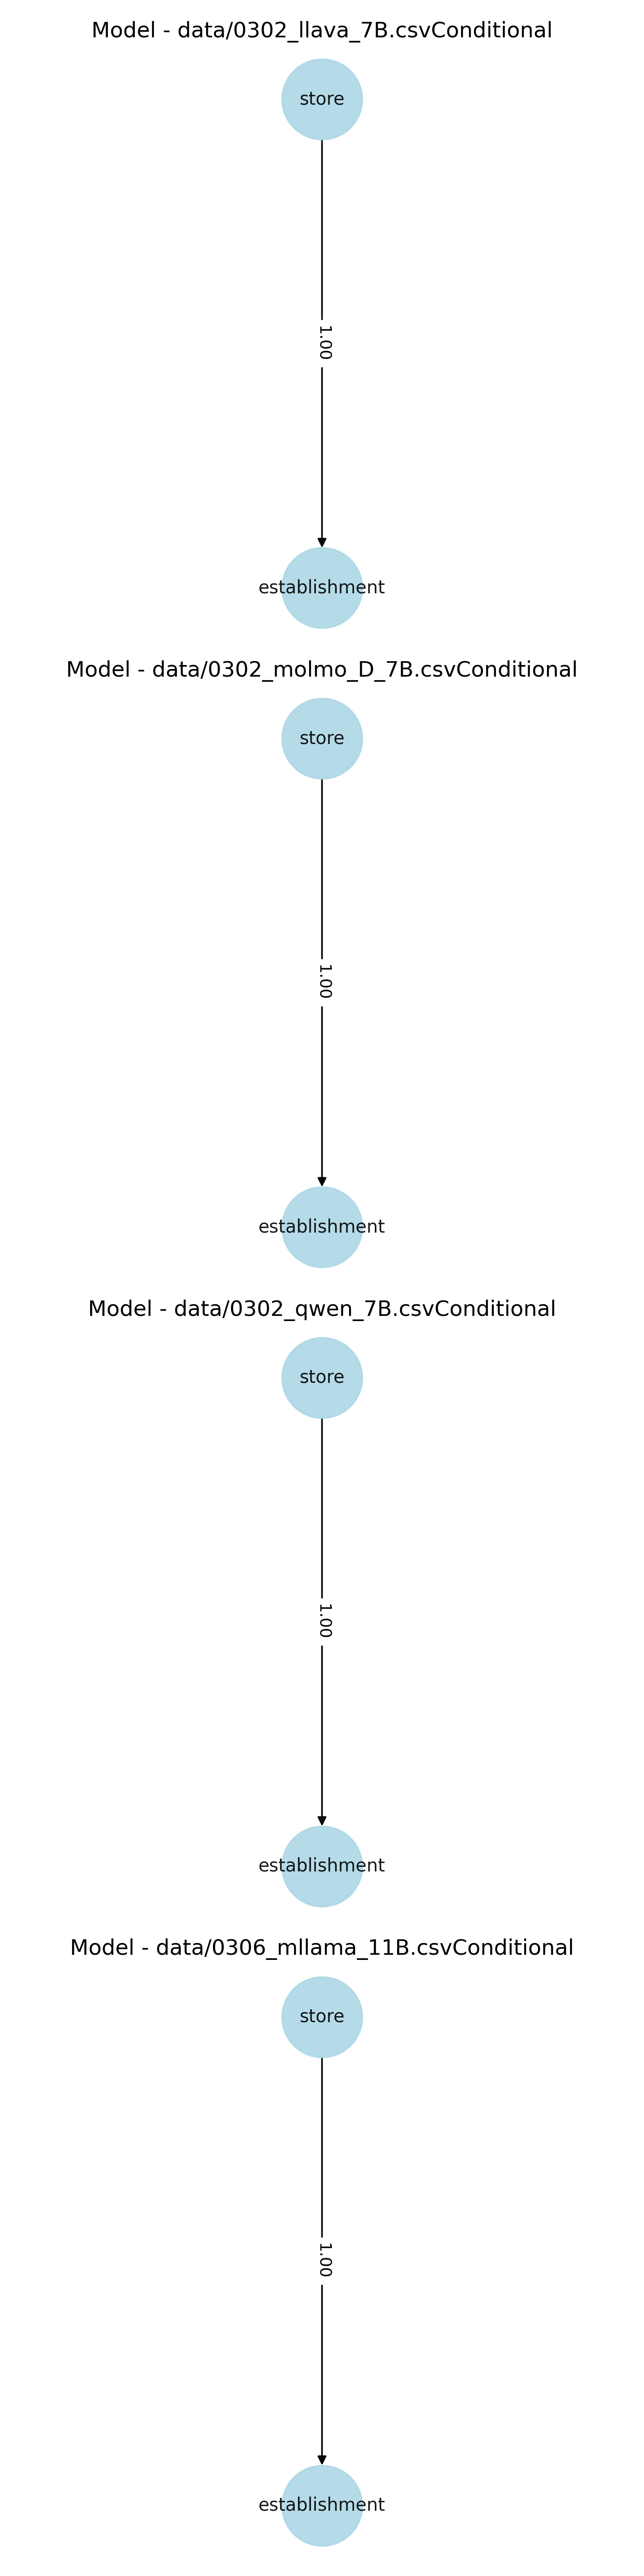 Model - data/0302_llava_7B.csvConditional
store
1.00
establishment
Model - data/0302_molmo_D_7B.csvConditional
store
1.00
establishment
Model - data/0302_qwen_7B.csvConditional
store
1.00
establishment
Model - data/0306_mllama_11B.csvConditional
store
1.00
establishment